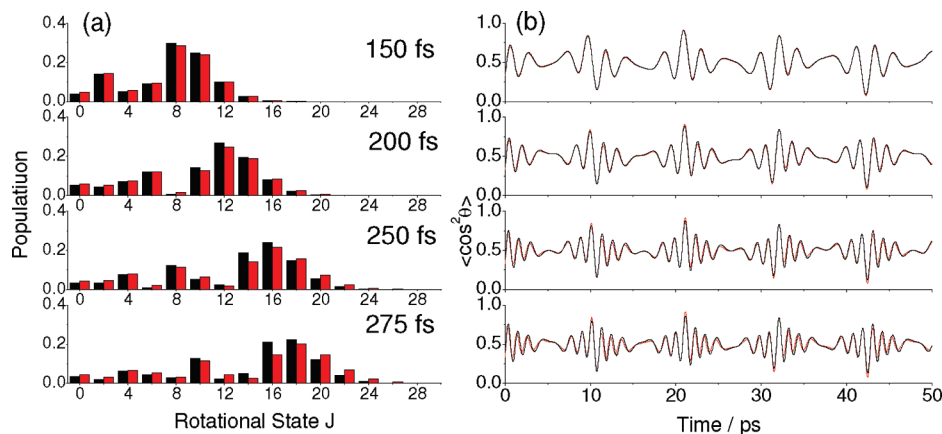 (a)
150 fs
0.4
0.2
0.0
0 4 8 12 16 20 24 28
200 fs
0.4
0.2
0.0
0 4 8 12 16 20 24 28
250 fs
0.4
0.2
0.0
0 4 8 12 16 20 24 28
275 fs
0.4
0.2
0.0
0 4 8 12 16 20 24 28
Populatiuon
Rotational State J
(b)
1.0
0.5
0.0
1.0
0.5
0.0
1.0
0.5
0.0
1.0
0.5
0.0
<cos²θ>
0 10 20 30 40 50
Time / ps